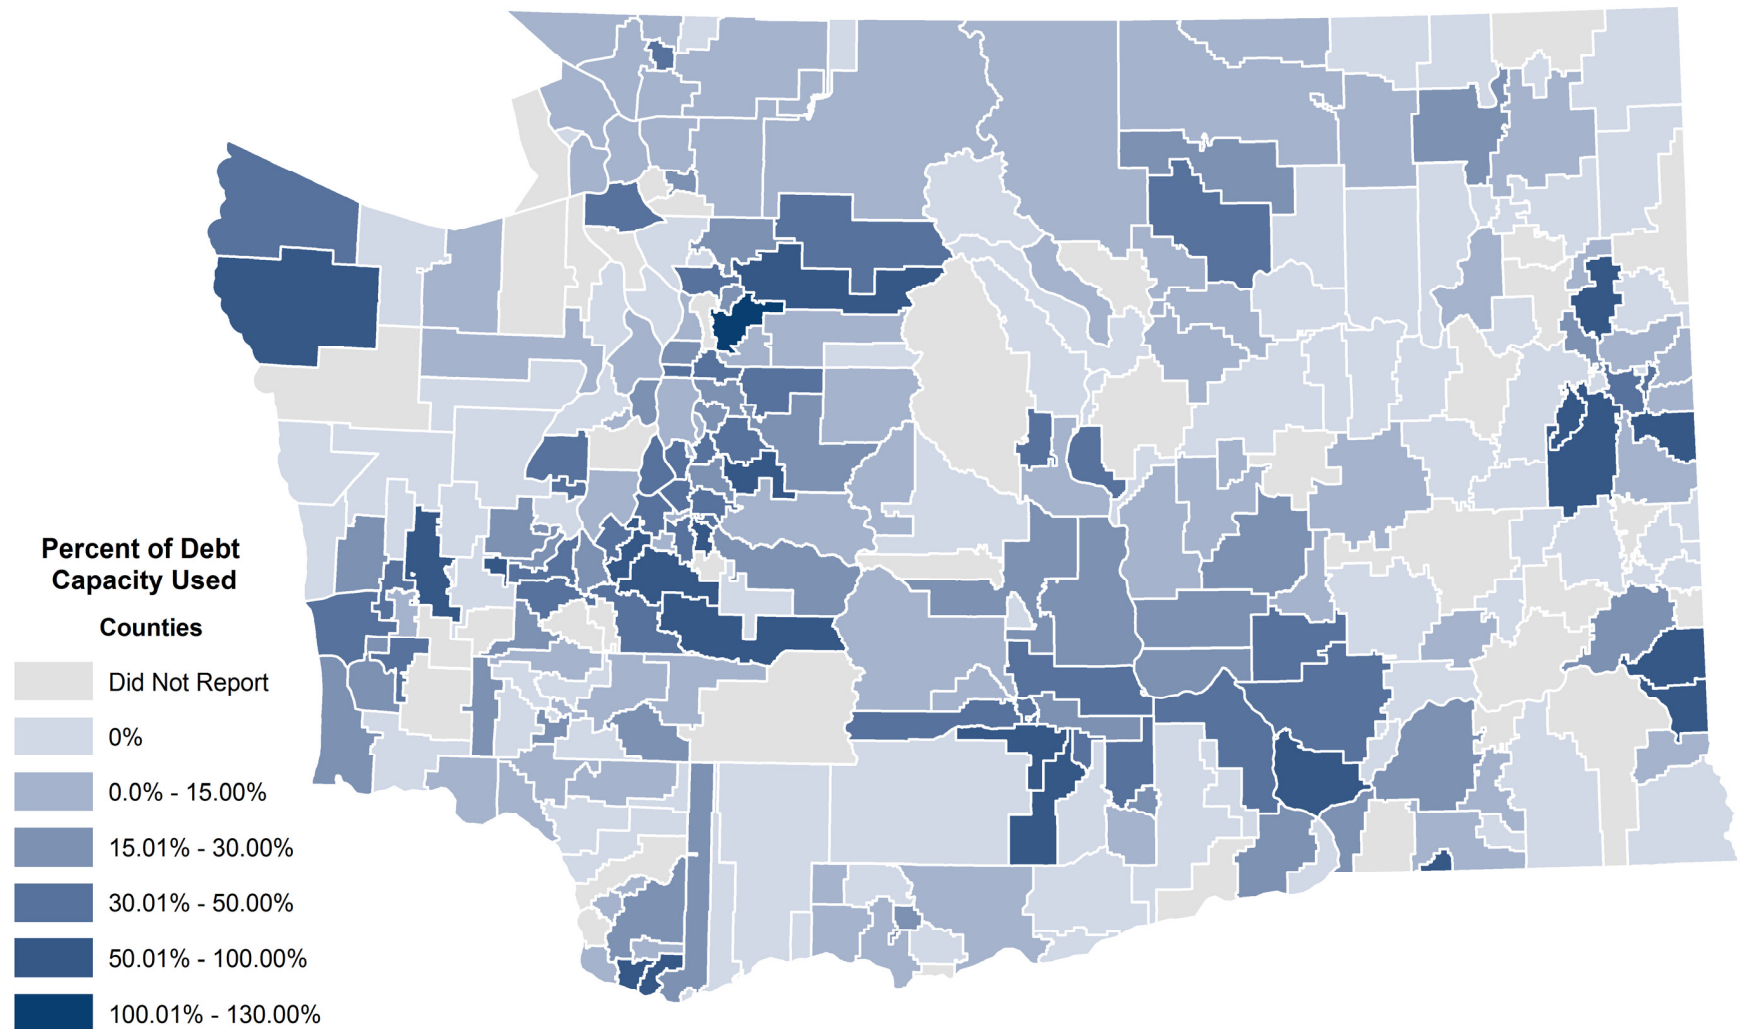 Percent of Debt
Capacity Used
Counties
Did Not Report
0%
0.0% - 15.00%
15.01% - 30.00%
30.01% - 50.00%
50.01% - 100.00%
100.01% - 130.00%